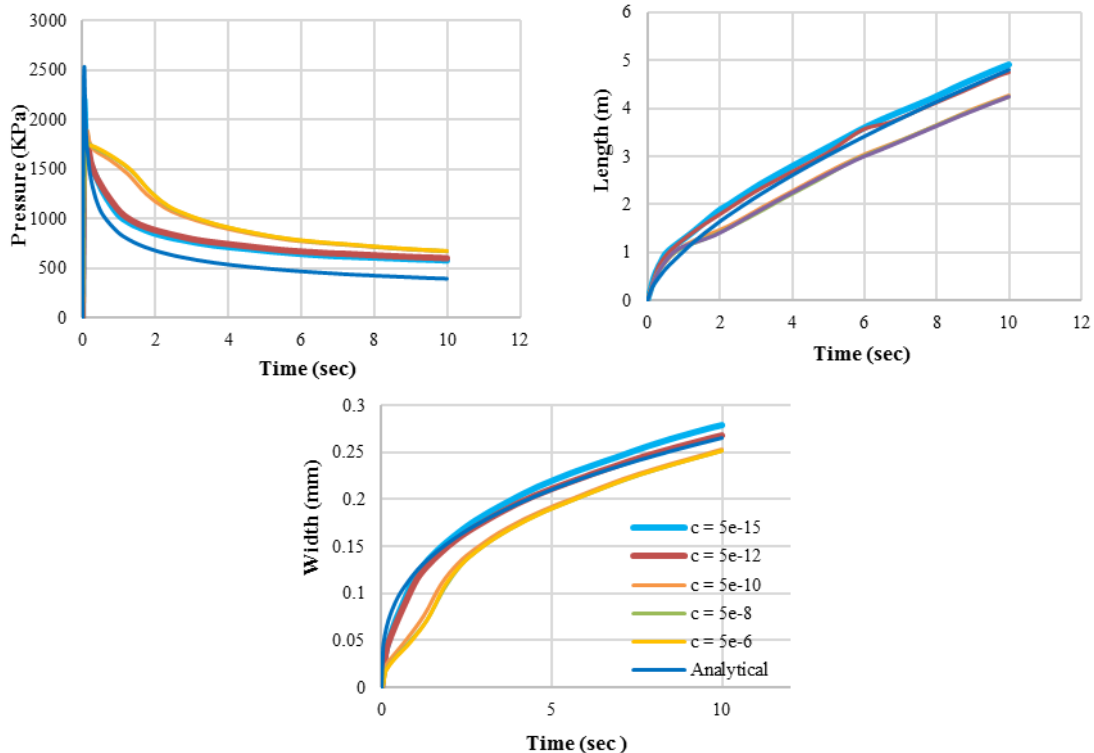 3000
2500
2000
1500
1000
500
0
Pressure (KPa)
0 2 4 6 8 10 12
Time (sec)
6
5
4
3
2
1
0
Length (m)
0 2 4 6 8 10 12
Time (sec)
0.3
0.25
0.2
0.15
0.1
0.05
0
Width (mm)
c = 5e-15
c = 5e-12
c = 5e-10
c = 5e-8
c = 5e-6
Analytical
0 5 10
Time (sec )